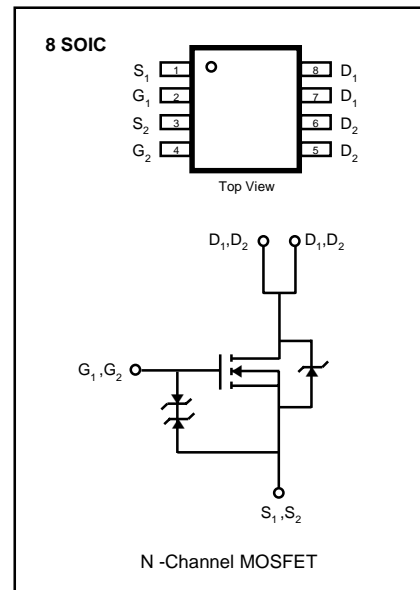 8 SOIC
S1 1 8 D1
G1 2 7 D1
S2 3 6 D2
G2 4 5 D2
Top View
D1,D2 D1,D2
G1,G2
S1,S2
N -Channel MOSFET